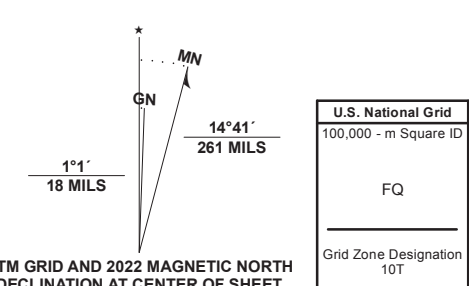 ★
MN
GN
14°41´
261 MILS
1°1´
18 MILS
TM GRID AND 2022 MAGNETIC NORTH
DECLINATION AT CENTER OF SHEET
U.S. National Grid
100,000 - m Square ID
FQ
Grid Zone Designation
10T